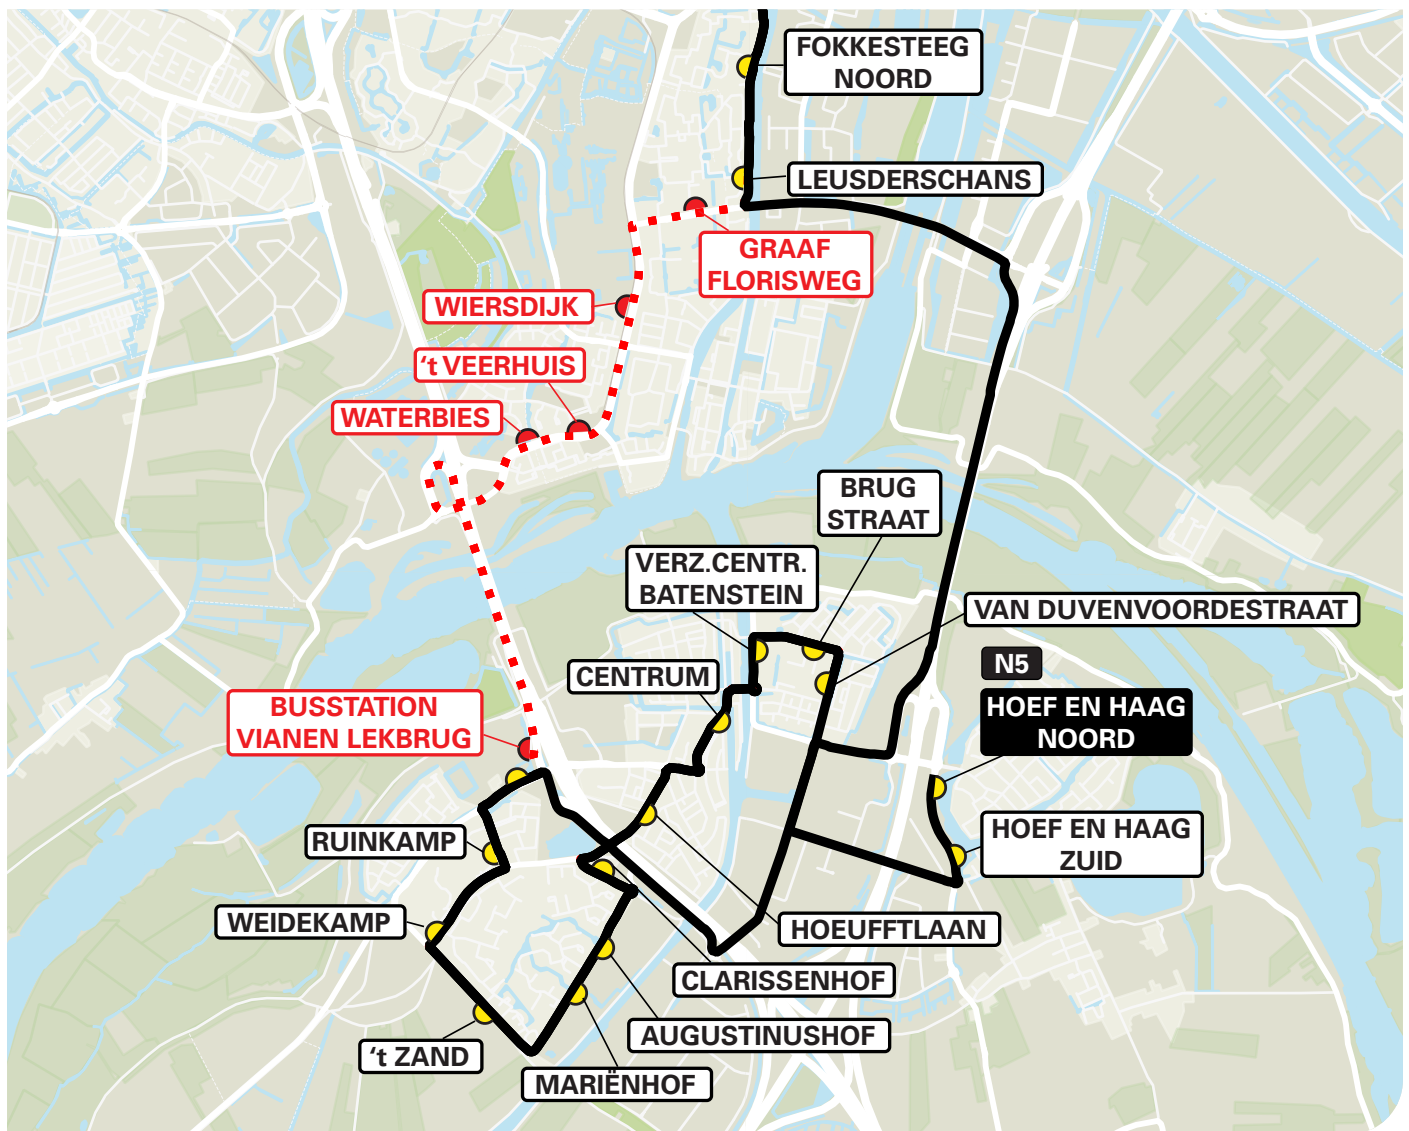 FOKKESTEEG
NOORD
LEUSDERSCHANS
GRAAF
FLORISWEG
WIERSDIJK
‘t VEERHUIS
WATERBIES
BRUG
STRAAT
VERZ.CENTR.
BATENSTEIN
VAN DUVENVOORDESTRAAT
N5
CENTRUM
HOEF EN HAAG
NOORD
BUSSTATION
VIANEN LEKBRUG
RUINKAMP
HOEF EN HAAG
ZUID
WEIDEKAMP
HOEUFFTLAAN
CLARISSENHOF
AUGUSTINUSHOF
‘t ZAND
MARIËNHOF